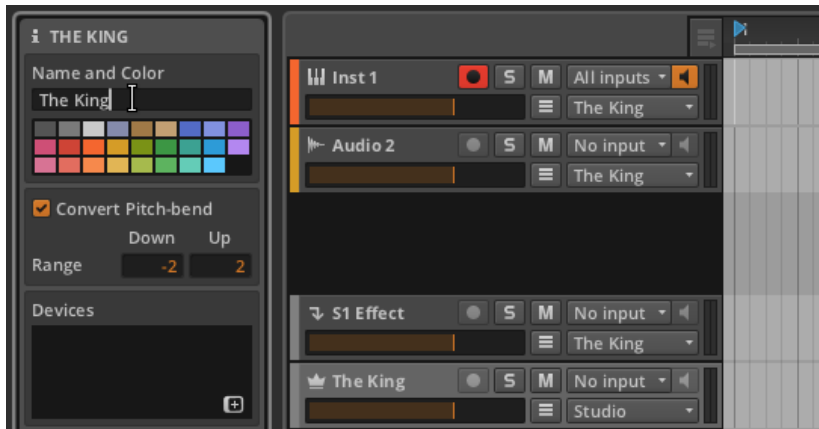 i THE KING
Name and Color
The King
Convert Pitch-bend
Down Up
Range -2 2
Devices
Inst 1 S M All inputs
The King
Audio 2 S M No input
The King
S1 Effect S M No input
The King
The King S M No input
Studio